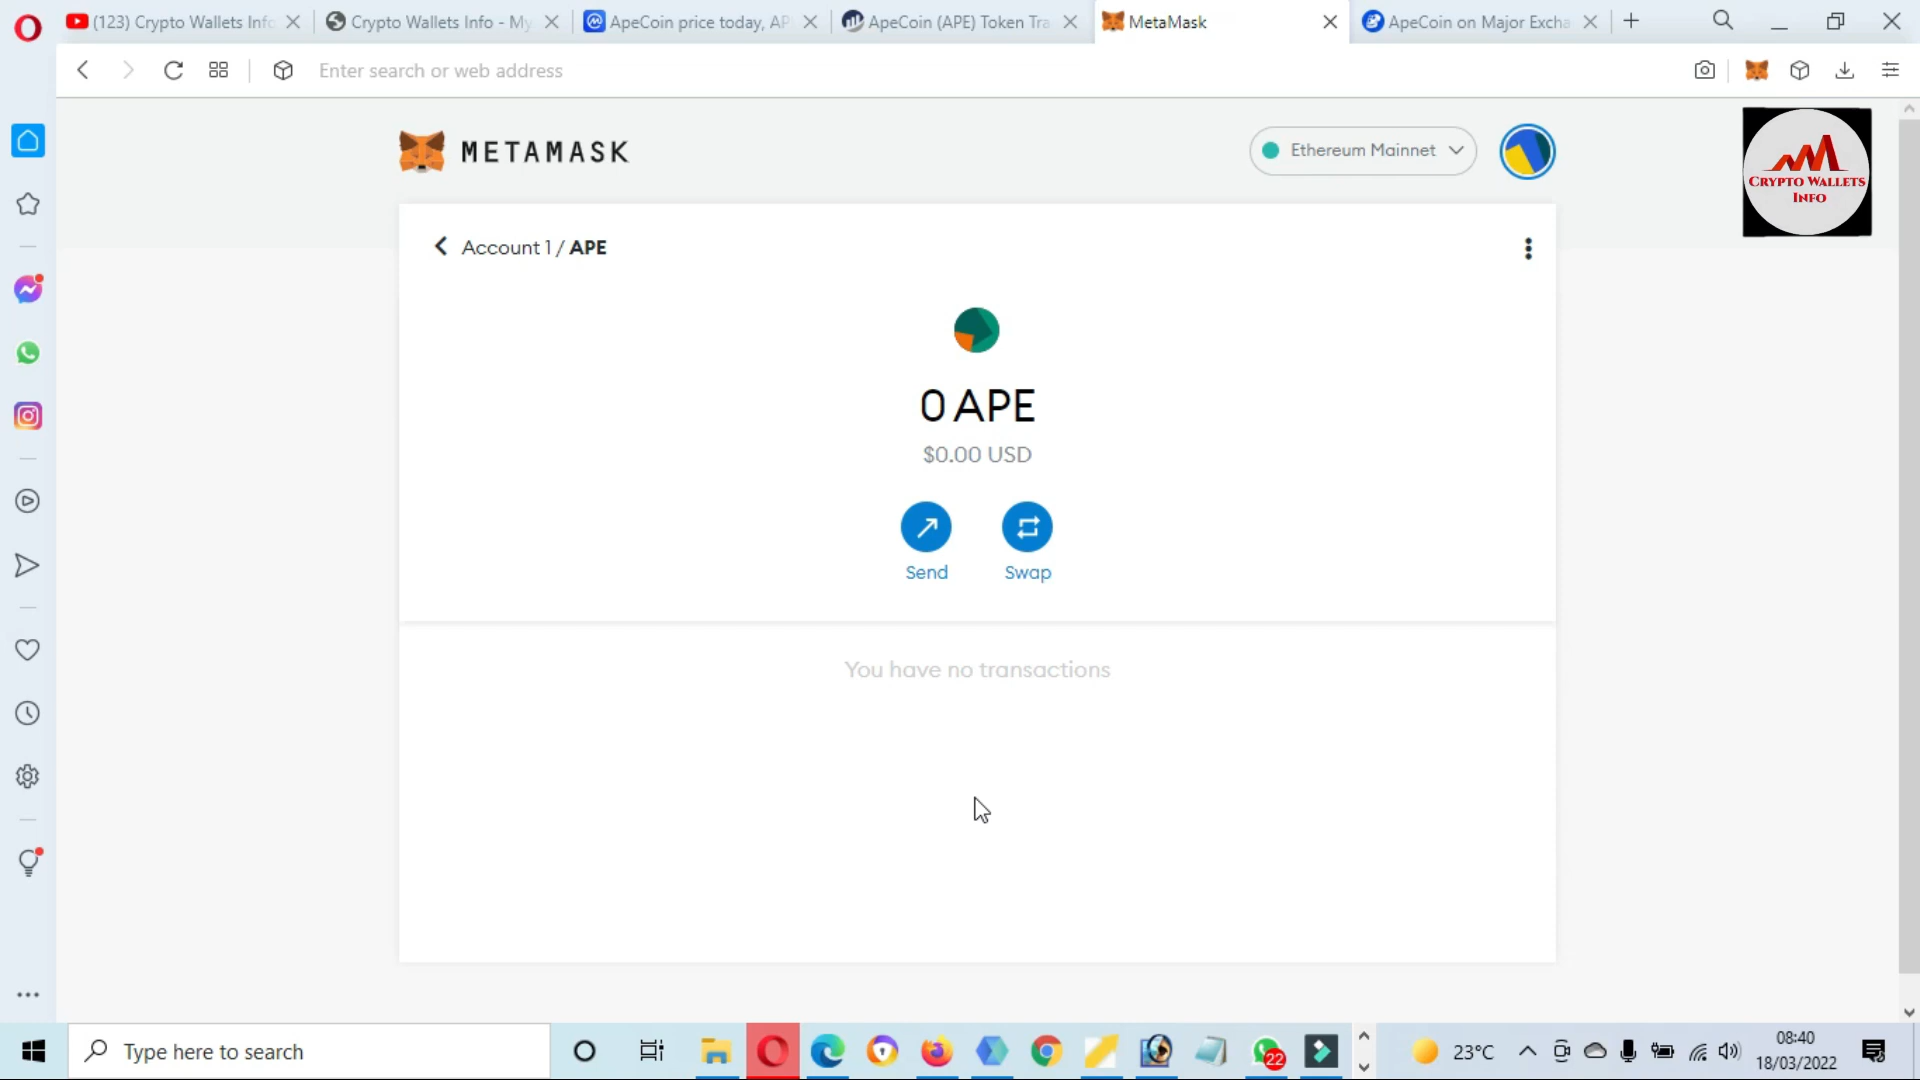 (123) Crypto Wallets Info
Crypto Wallets Info - My
ApeCoin price today, AP
ApeCoin (APE) Token Tra
MetaMask
ApeCoin on Major Excha
Enter search or web address
METAMASK
Ethereum Mainnet
CRYPTO WALLETS
INFO
Account 1 / APE
0 APE
$0.00 USD
Send
Swap
You have no transactions
Type here to search
22
23°C
08:40
18/03/2022